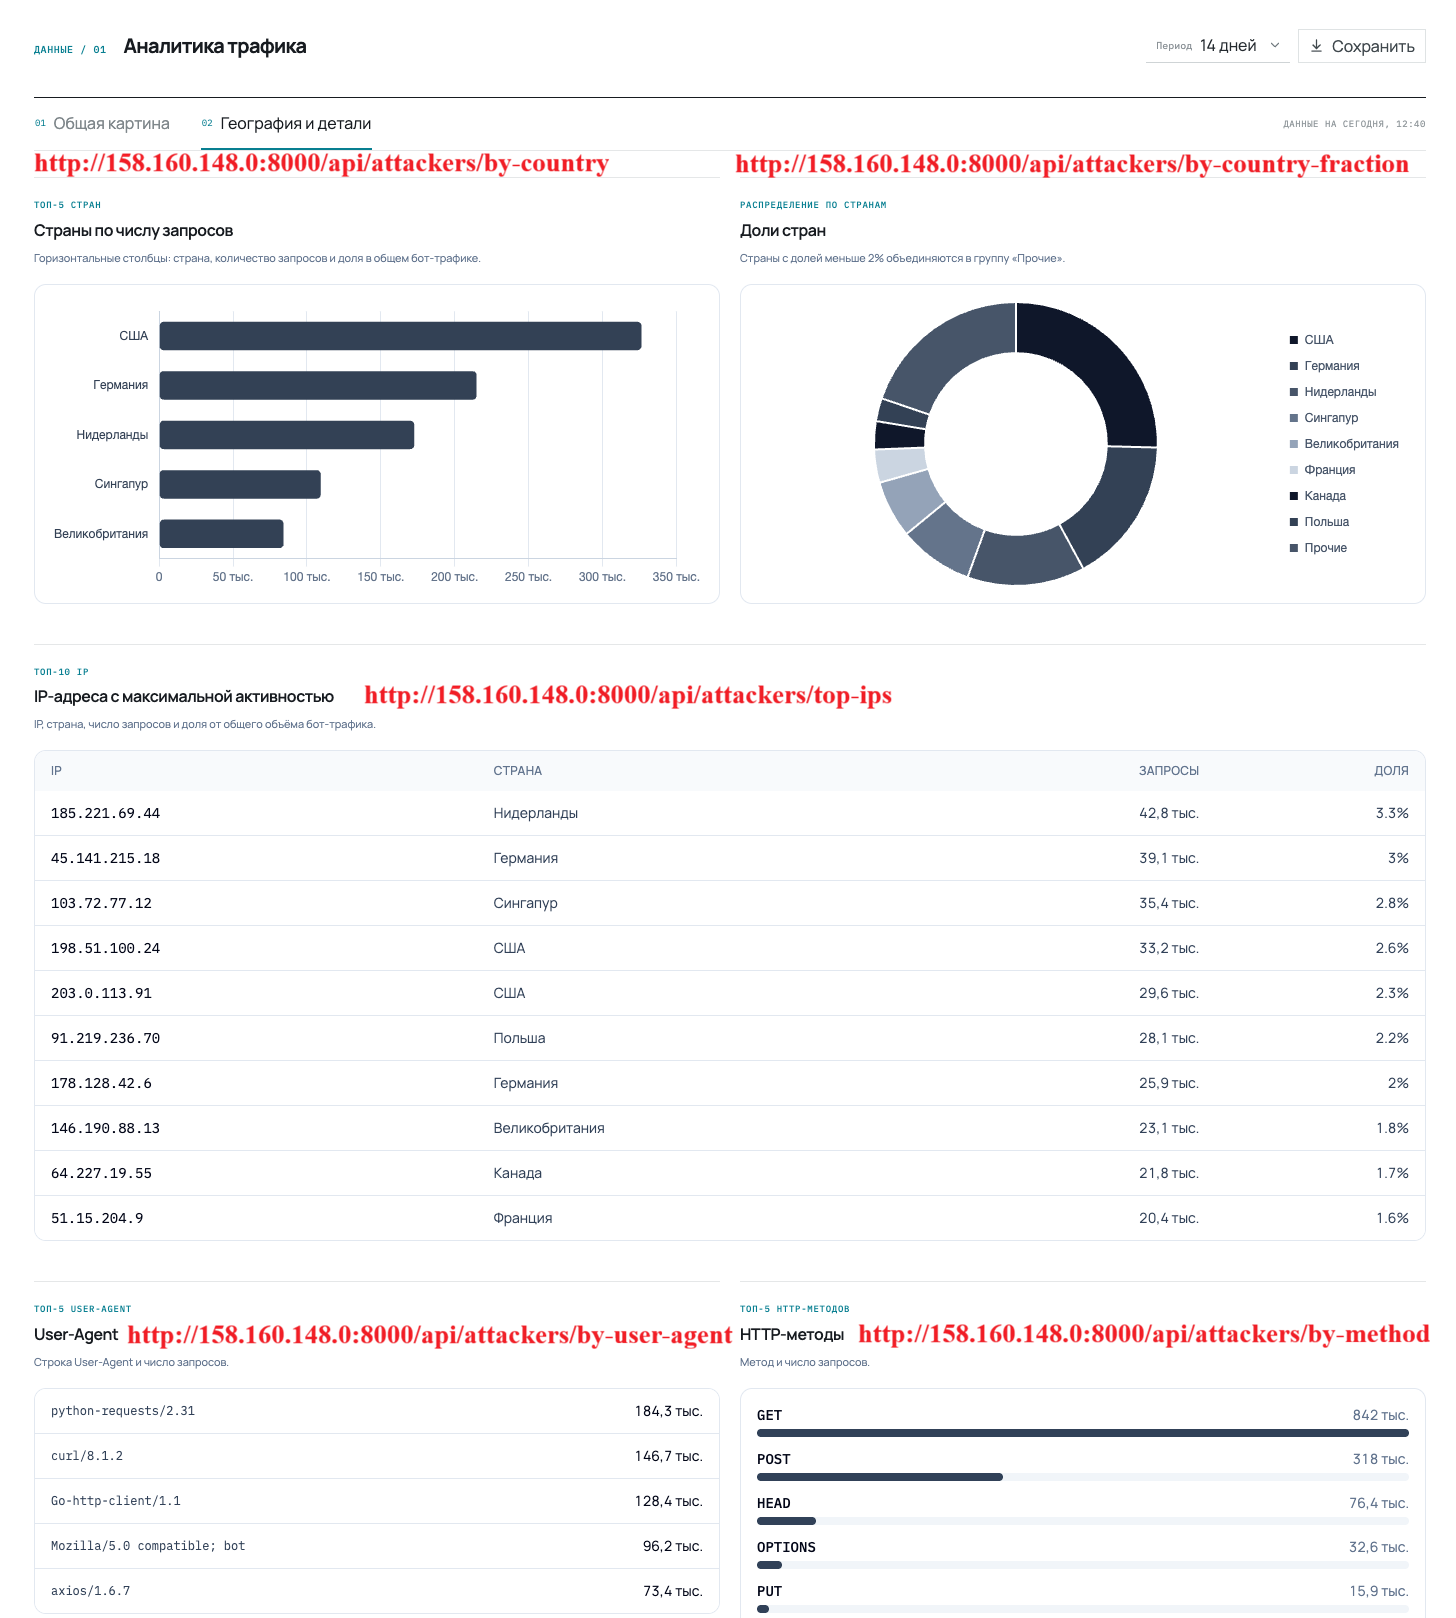 ДАННЫЕ / 01 Аналитика трафика Период 14 дней Сохранить
01 Общая картина 02 География и детали ДАННЫЕ НА СЕГОДНЯ, 12:40
http://158.160.148.0:8000/api/attackers/by-country
http://158.160.148.0:8000/api/attackers/by-country-fraction
ТОП-5 СТРАН
Страны по числу запросов
Горизонтальные столбцы: страна, количество запросов и доля в общем бот-трафике.
США
Германия
Нидерланды
Сингапур
Великобритания
0 50 тыс. 100 тыс. 150 тыс. 200 тыс. 250 тыс. 300 тыс. 350 тыс.
РАСПРЕДЕЛЕНИЕ ПО СТРАНАМ
Доли стран
Страны с долей меньше 2% объединяются в группу «Прочие».
США
Германия
Нидерланды
Сингапур
Великобритания
Франция
Канада
Польша
Прочие
ТОП-10 IP
IP-адреса с максимальной активностью http://158.160.148.0:8000/api/attackers/top-ips
IP, страна, число запросов и доля от общего объёма бот-трафика.
IP СТРАНА ЗАПРОСЫ ДОЛЯ
185.221.69.44 Нидерланды 42,8 тыс. 3.3%
45.141.215.18 Германия 39,1 тыс. 3%
103.72.77.12 Сингапур 35,4 тыс. 2.8%
198.51.100.24 США 33,2 тыс. 2.6%
203.0.113.91 США 29,6 тыс. 2.3%
91.219.236.70 Польша 28,1 тыс. 2.2%
178.128.42.6 Германия 25,9 тыс. 2%
146.190.88.13 Великобритания 23,1 тыс. 1.8%
64.227.19.55 Канада 21,8 тыс. 1.7%
51.15.204.9 Франция 20,4 тыс. 1.6%
ТОП-5 USER-AGENT
User-Agent http://158.160.148.0:8000/api/attackers/by-user-agent
Строка User-Agent и число запросов.
python-requests/2.31 184,3 тыс.
curl/8.1.2 146,7 тыс.
Go-http-client/1.1 128,4 тыс.
Mozilla/5.0 compatible; bot 96,2 тыс.
axios/1.6.7 73,4 тыс.
ТОП-5 HTTP-МЕТОДОВ
HTTP-методы http://158.160.148.0:8000/api/attackers/by-method
Метод и число запросов.
GET 842 тыс.
POST 318 тыс.
HEAD 76,4 тыс.
OPTIONS 32,6 тыс.
PUT 15,9 тыс.